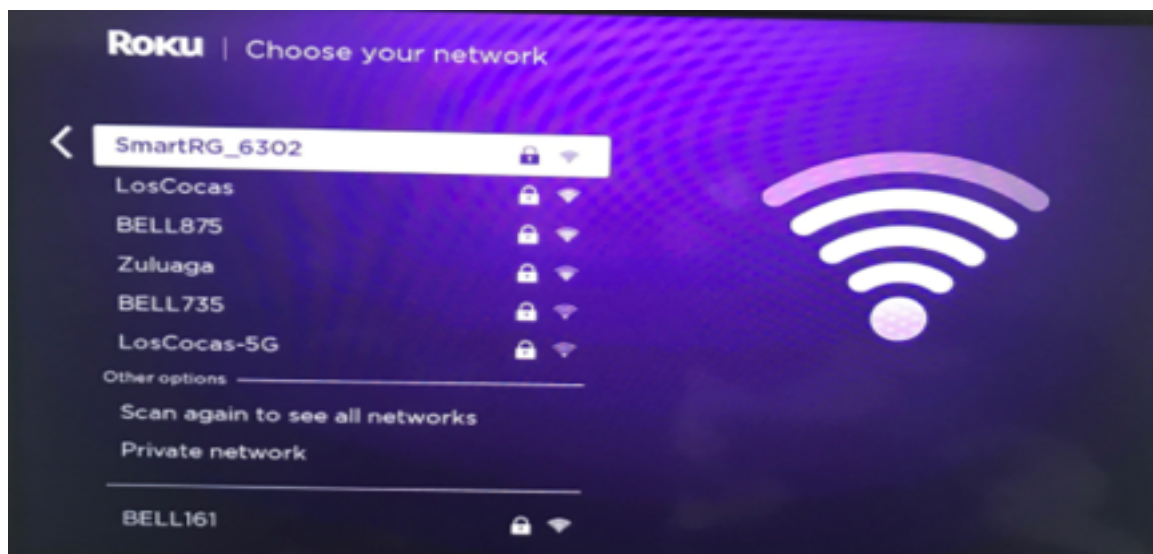 Roku | Choose your network
SmartRG_6302
LosCocas
BELL875
Zuluaga
BELL735
LosCocas-5G
Other options
Scan again to see all networks
Private network
BELL161